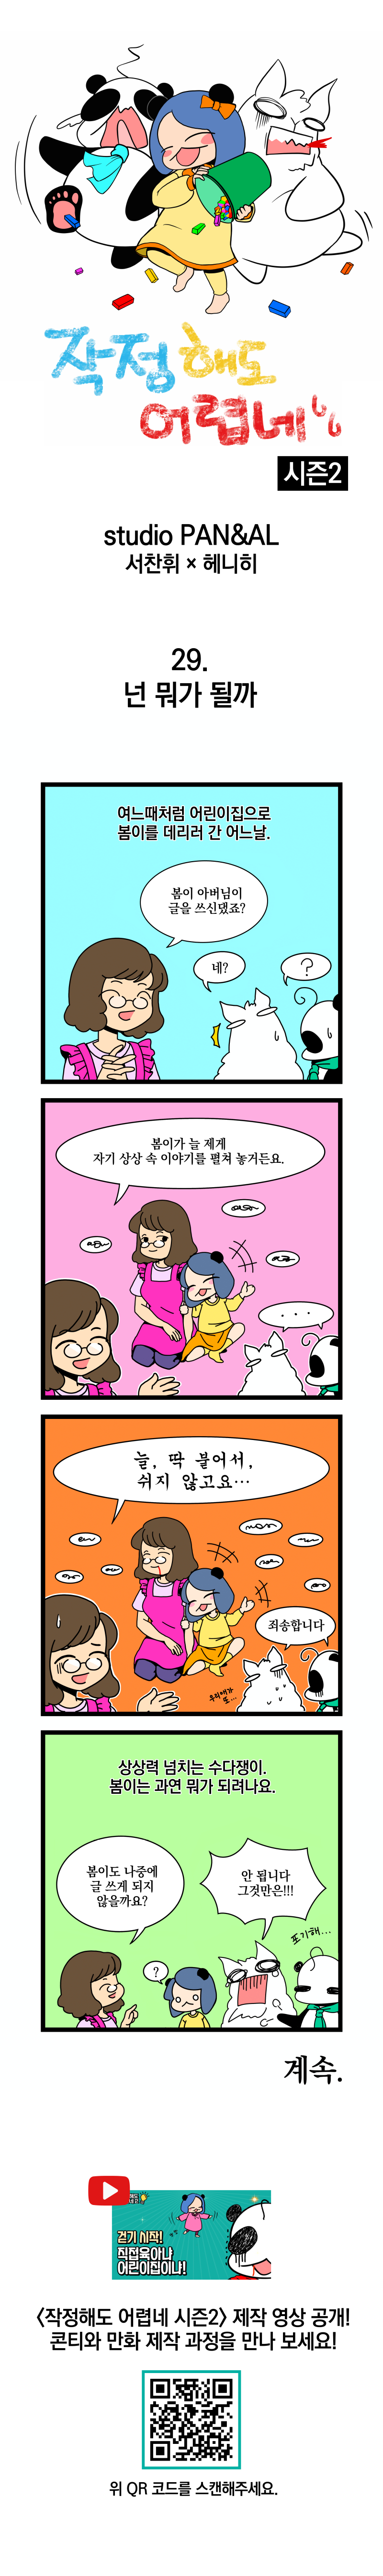 작정해도
어렵네
시즌2
studio PAN&AL
서찬휘 × 헤니히
29.
넌 뭐가 될까
여느때처럼 어린이집으로
봄이를 데리러 간 어느날.
봄이 아버님이
글을 쓰신댔죠?
네?
?
봄이가 늘 제게
자기 상상 속 이야기를 펼쳐 놓거든요.
· · ·
늘, 딱 붙어서,
쉬지 않고요…
죄송합니다
우리애가
또...
상상력 넘치는 수다쟁이.
봄이는 과연 뭐가 되려나요.
봄이도 나중에
글 쓰게 되지
않을까요?
안 됩니다
그것만은!!!
포기해...
?
계속.
걷기 시작!
직접육아냐
어린이집이냐!
<작정해도 어렵네 시즌2> 제작 영상 공개!
콘티와 만화 제작 과정을 만나 보세요!
위 QR 코드를 스캔해주세요.